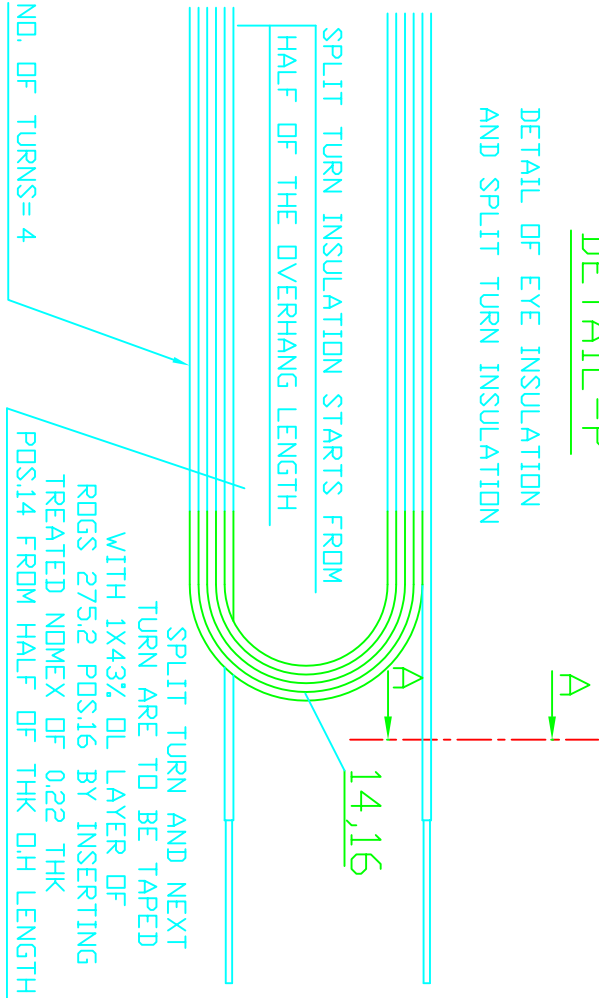 DETAIL-P
DETAIL OF EYE INSULATION
AND SPLIT TURN INSULATION
A
A
SPLIT TURN INSULATION STARTS FROM
HALF OF THE OVERHANG LENGTH
14,16
NO. OF TURNS= 4
SPLIT TURN AND NEXT
TURN ARE TO BE TAPED
WITH 1X43% OL LAYER OF
ROGS 275.2 POS.16 BY INSERTING
TREATED NOMEX OF 0.22 THK
POS.14 FROM HALF OF THK O.H LENGTH